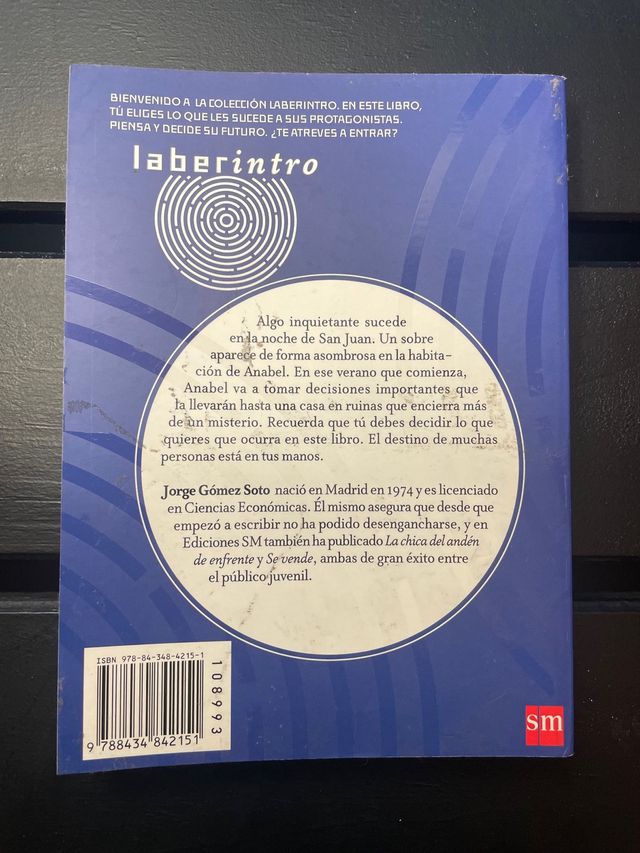 BIENVENIDO A LA COLECCIÓN LABERINTRO. EN ESTE LIBRO,
TÚ ELIGES LO QUE LES SUCEDE A SUS PROTAGONISTAS.
PIENSA Y DECIDE SU FUTURO. ¿TE ATREVES A ENTRAR?
laberintro
Algo inquietante sucede
en la noche de San Juan. Un sobre
aparece de forma asombrosa en la habita-
ción de Anabel. En ese verano que comienza,
Anabel va a tomar decisiones importantes que
la llevarán hasta una casa en ruinas que encierra más
de un misterio. Recuerda que tú debes decidir lo que
quieres que ocurra en este libro. El destino de muchas
personas está en tus manos.
Jorge Gómez Soto nació en Madrid en 1974 y es licenciado
en Ciencias Económicas. Él mismo asegura que desde que
empezó a escribir no ha podido desengancharse, y en
Ediciones SM también ha publicado La chica del andén
de enfrente y Se vende, ambas de gran éxito entre
el público juvenil.
ISBN 978-84-348-4215-1
9 788434 842151
108993
sm